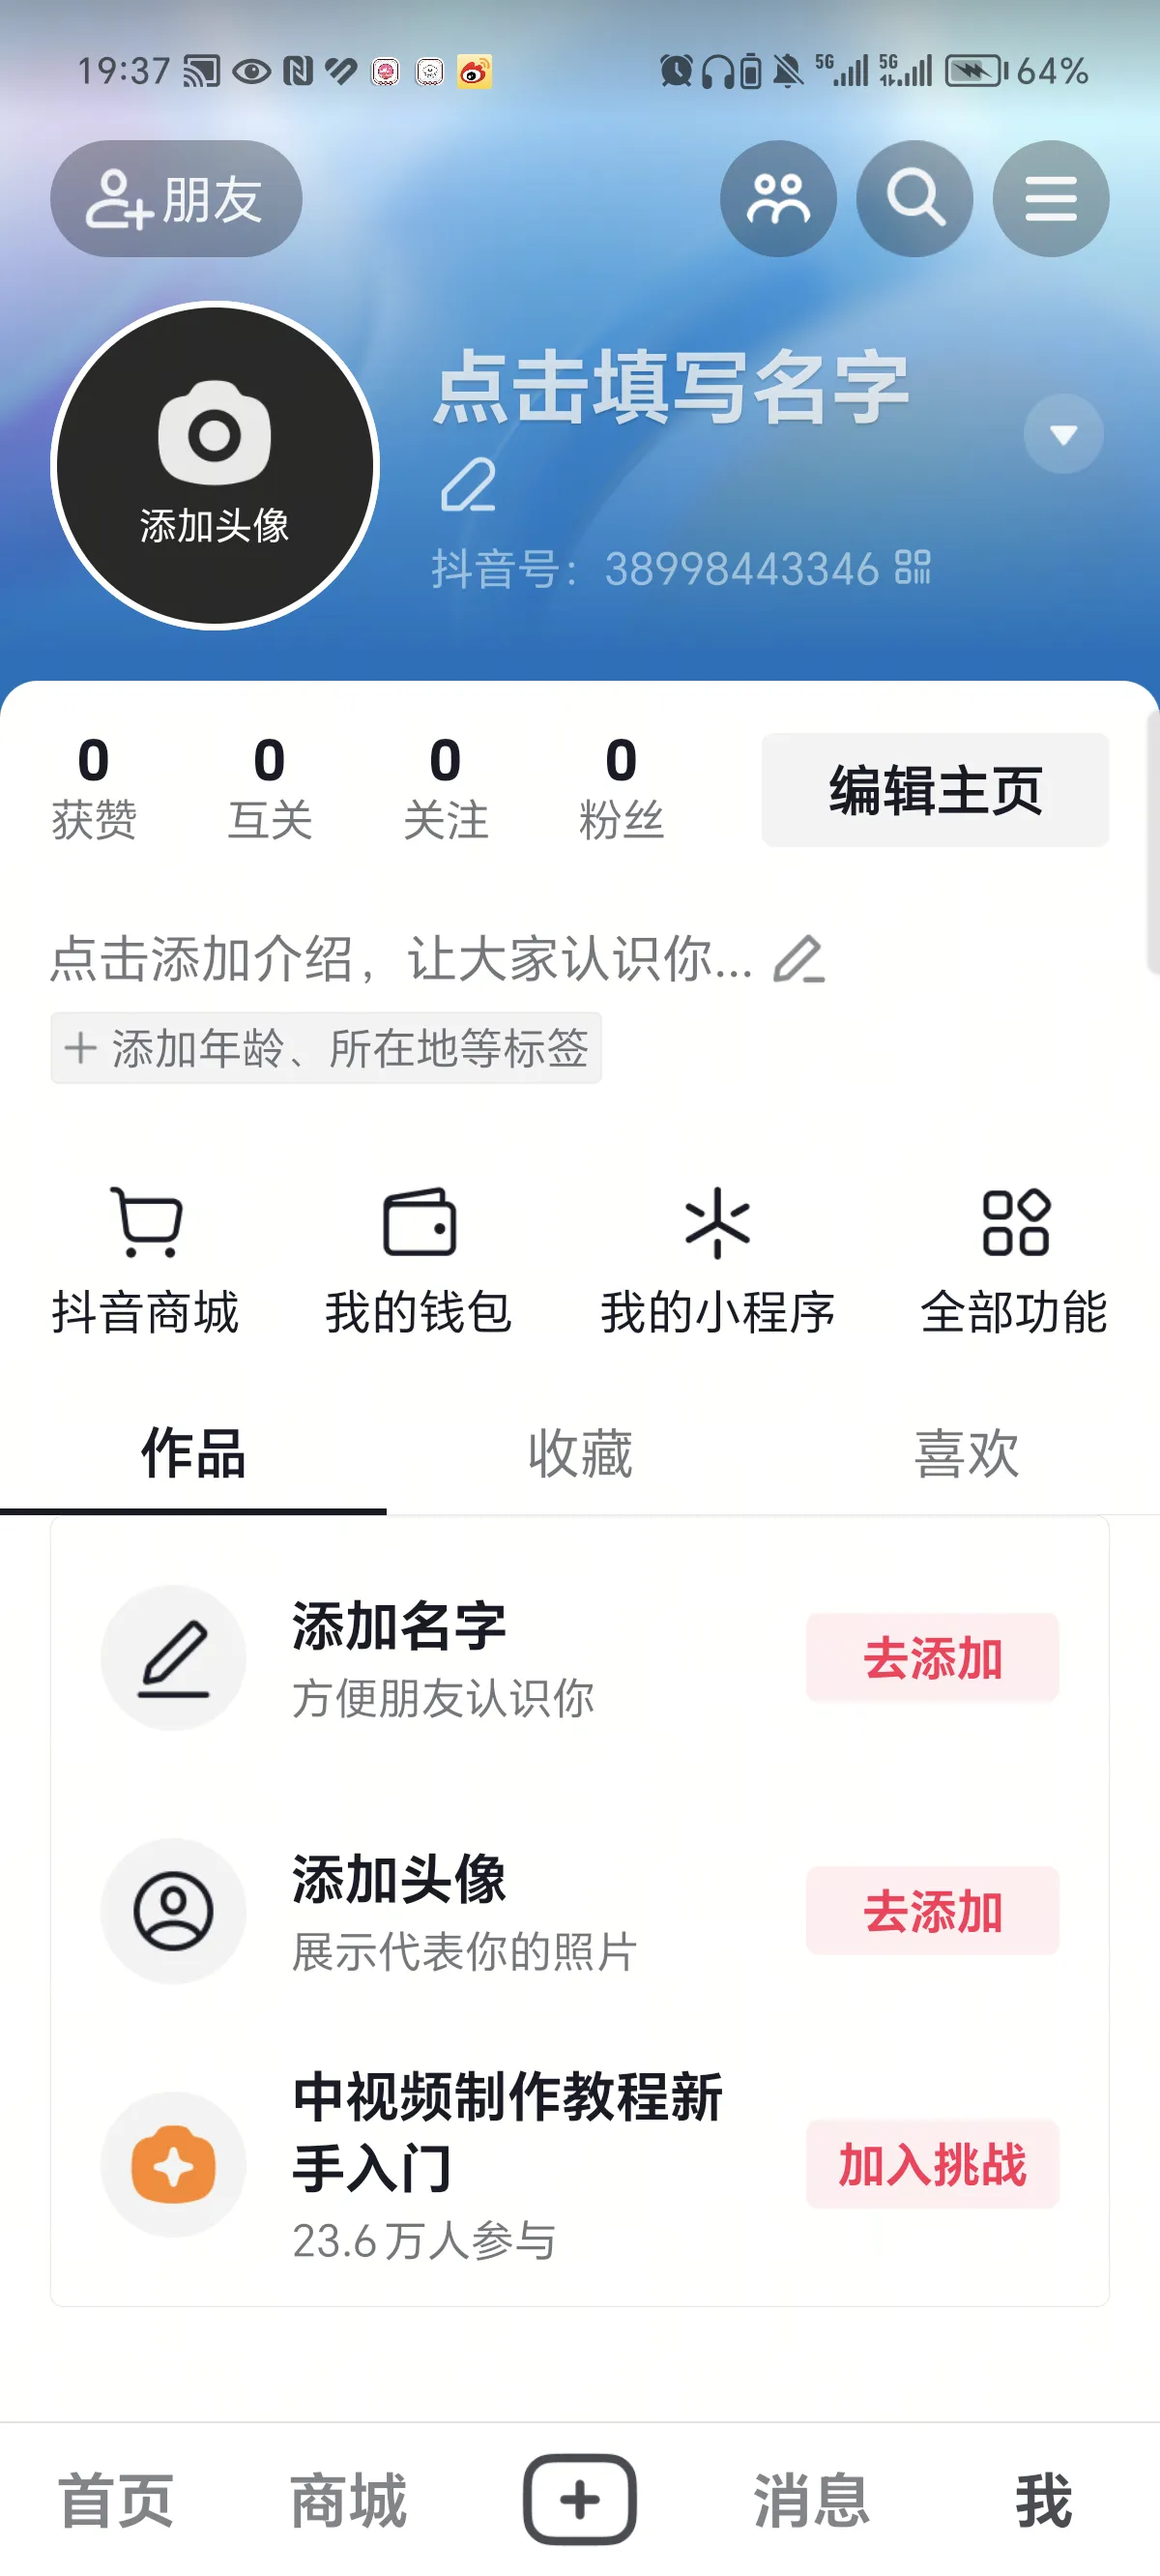 19:37
5G 5G 64%
朋友
点击填写名字
添加头像
抖音号：38998443346
0 0 0 0
获赞 互关 关注 粉丝
编辑主页
点击添加介绍，让大家认识你...
+ 添加年龄、所在地等标签
抖音商城 我的钱包 我的小程序 全部功能
作品 收藏 喜欢
添加名字
方便朋友认识你
去添加
添加头像
展示代表你的照片
去添加
中视频制作教程新
手入门
23.6万人参与
加入挑战
首页 商城 消息 我